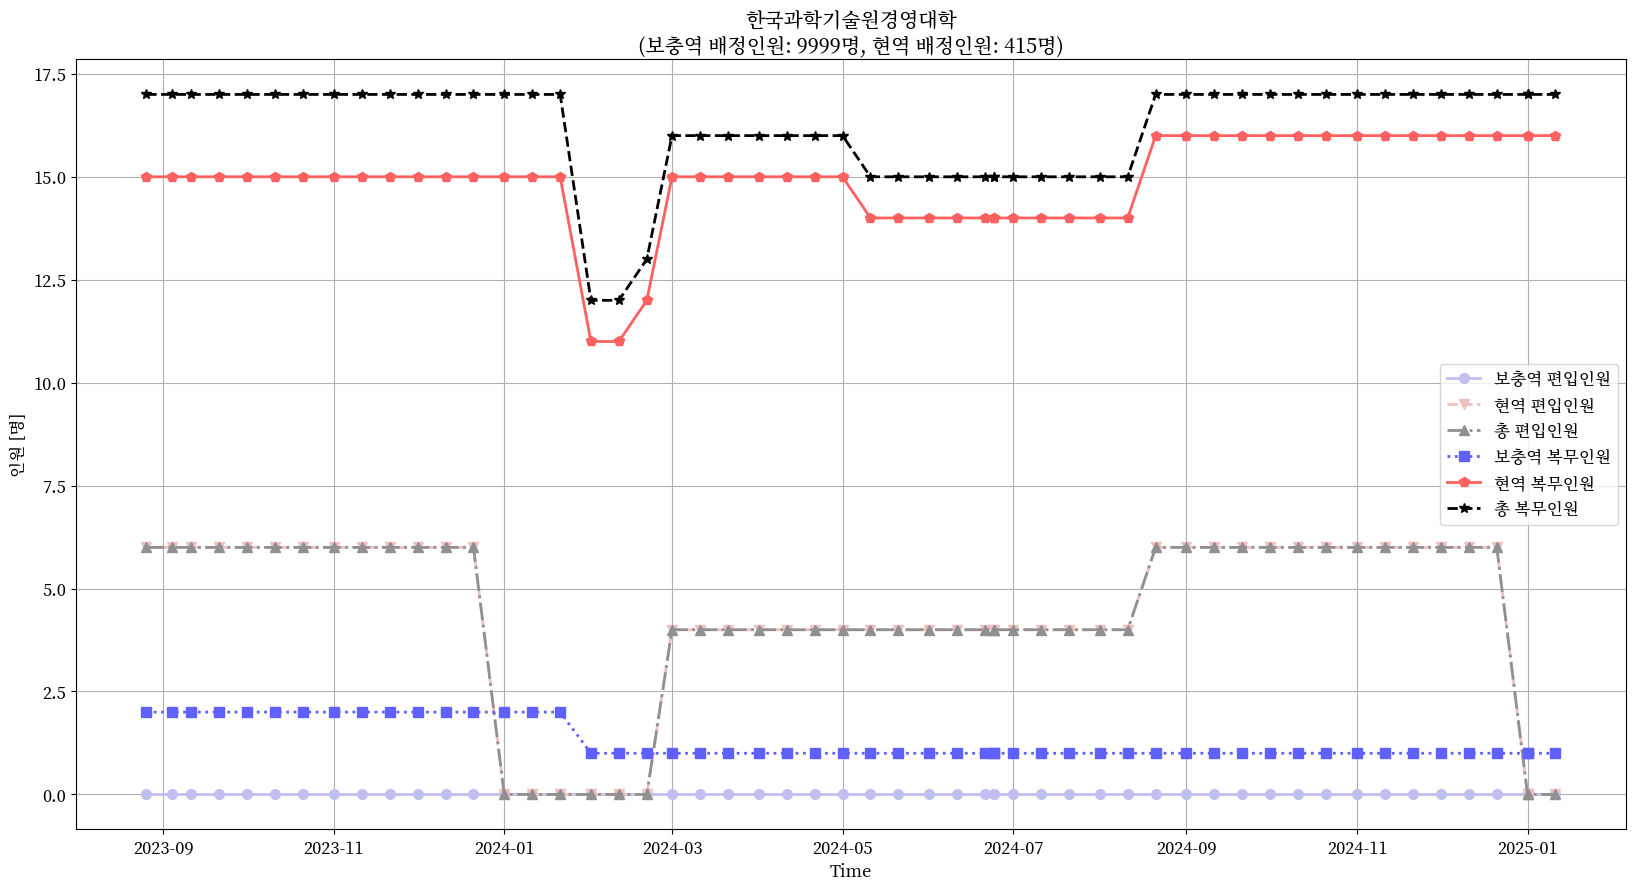 한국과학기술원경영대학
(보충역 배정인원: 9999명, 현역 배정인원: 415명)
17.5
15.0
12.5
10.0
7.5
5.0
2.5
0.0
인원 [명]
보충역 편입인원
현역 편입인원
총 편입인원
보충역 복무인원
현역 복무인원
총 복무인원
2023-09 2023-11 2024-01 2024-03 2024-05 2024-07 2024-09 2024-11 2025-01
Time